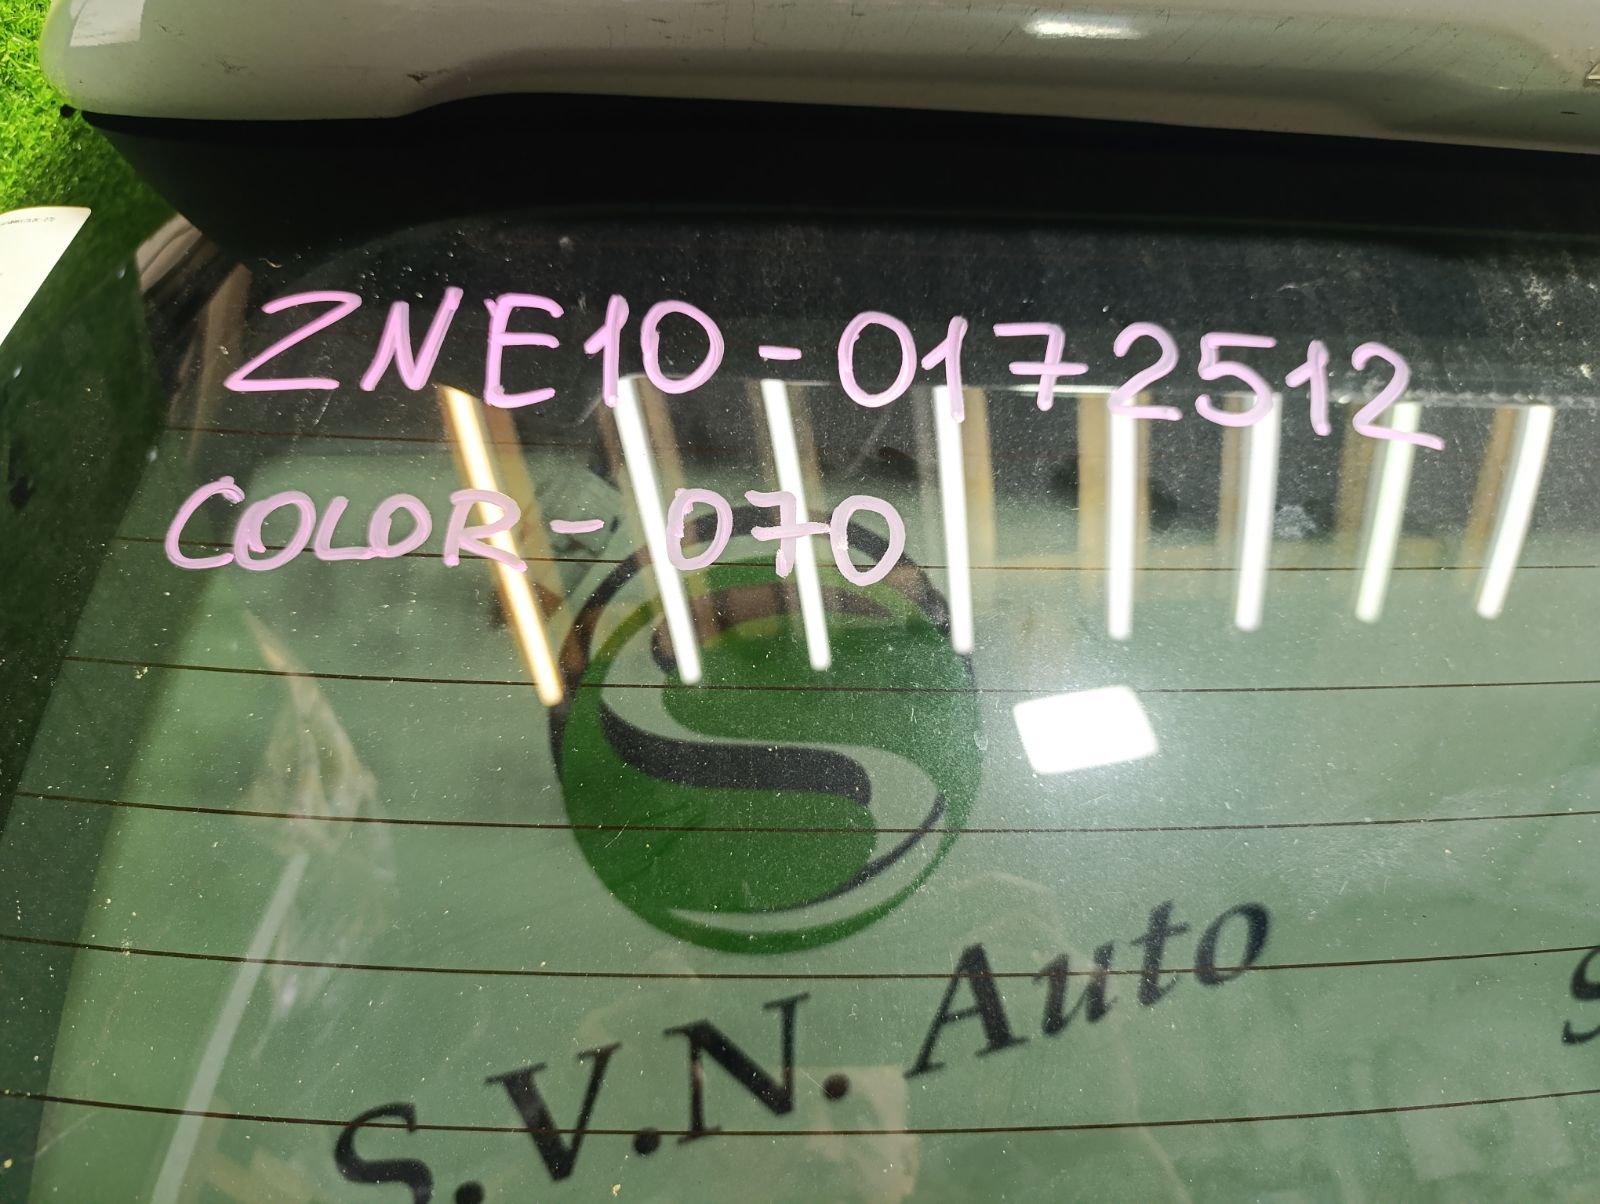 ZNE10-0172512
COLOR-070
S.V.N. Auto
S